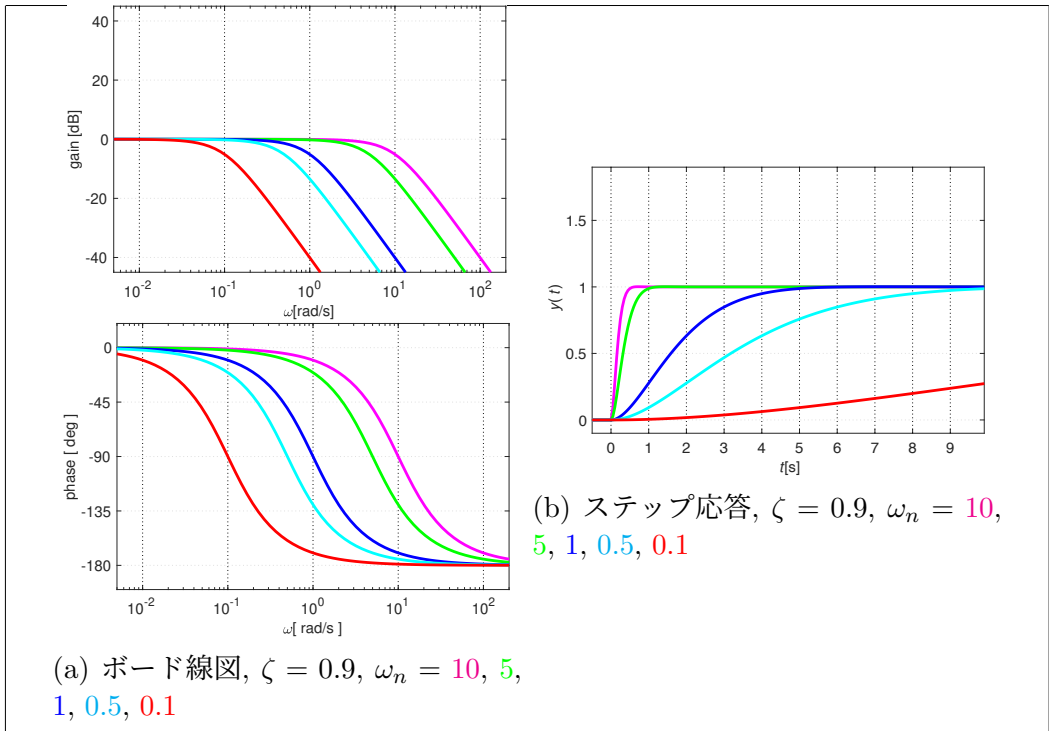 40
20
0
-20
-40
gain [dB]
10^-2 10^-1 10^0 10^1 10^2
ω[rad/s]
0
-45
-90
-135
-180
phase [ deg ]
10^-2 10^-1 10^0 10^1 10^2
ω[ rad/s ]
(a) ボード線図, ζ = 0.9, ω_n = 10, 5,
1, 0.5, 0.1
1.5
1
0.5
0
y( t)
0 1 2 3 4 5 6 7 8 9
t[s]
(b) ステップ応答, ζ = 0.9, ω_n = 10,
5, 1, 0.5, 0.1